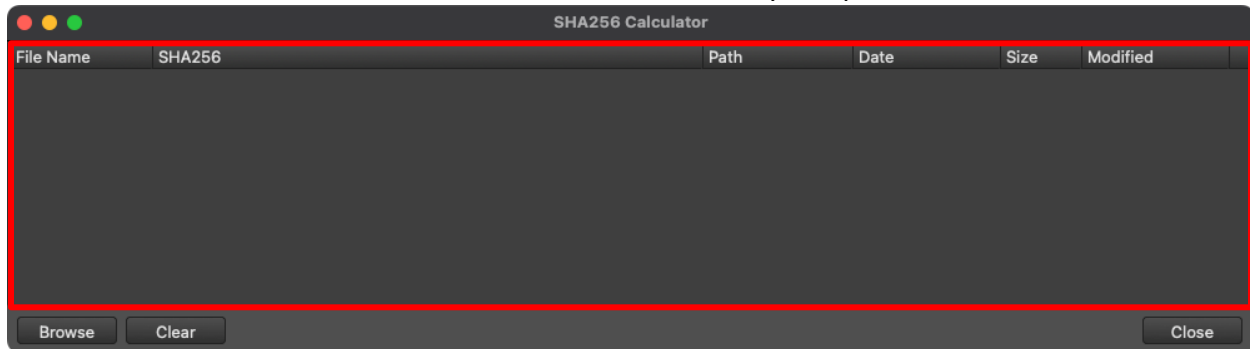 SHA256 Calculator
File Name SHA256 Path Date Size Modified
Browse Clear Close